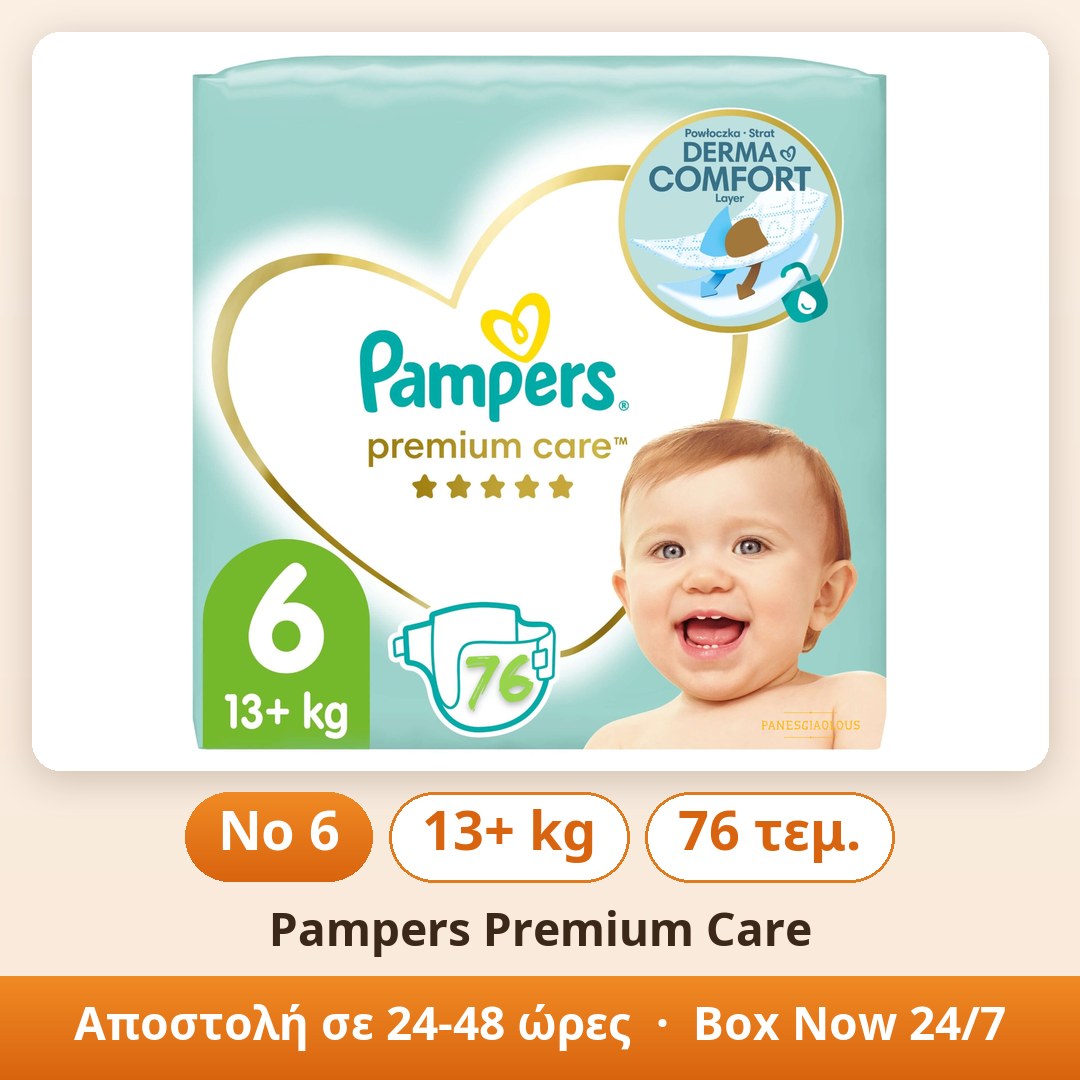 Powłoczka · Strat
DERMA
COMFORT
Layer
Pampers®
premium care™
6
13+ kg
76
PANESGIAOLOUS
No 6
13+ kg
76 τεμ.
Pampers Premium Care
Αποστολή σε 24-48 ώρες · Box Now 24/7